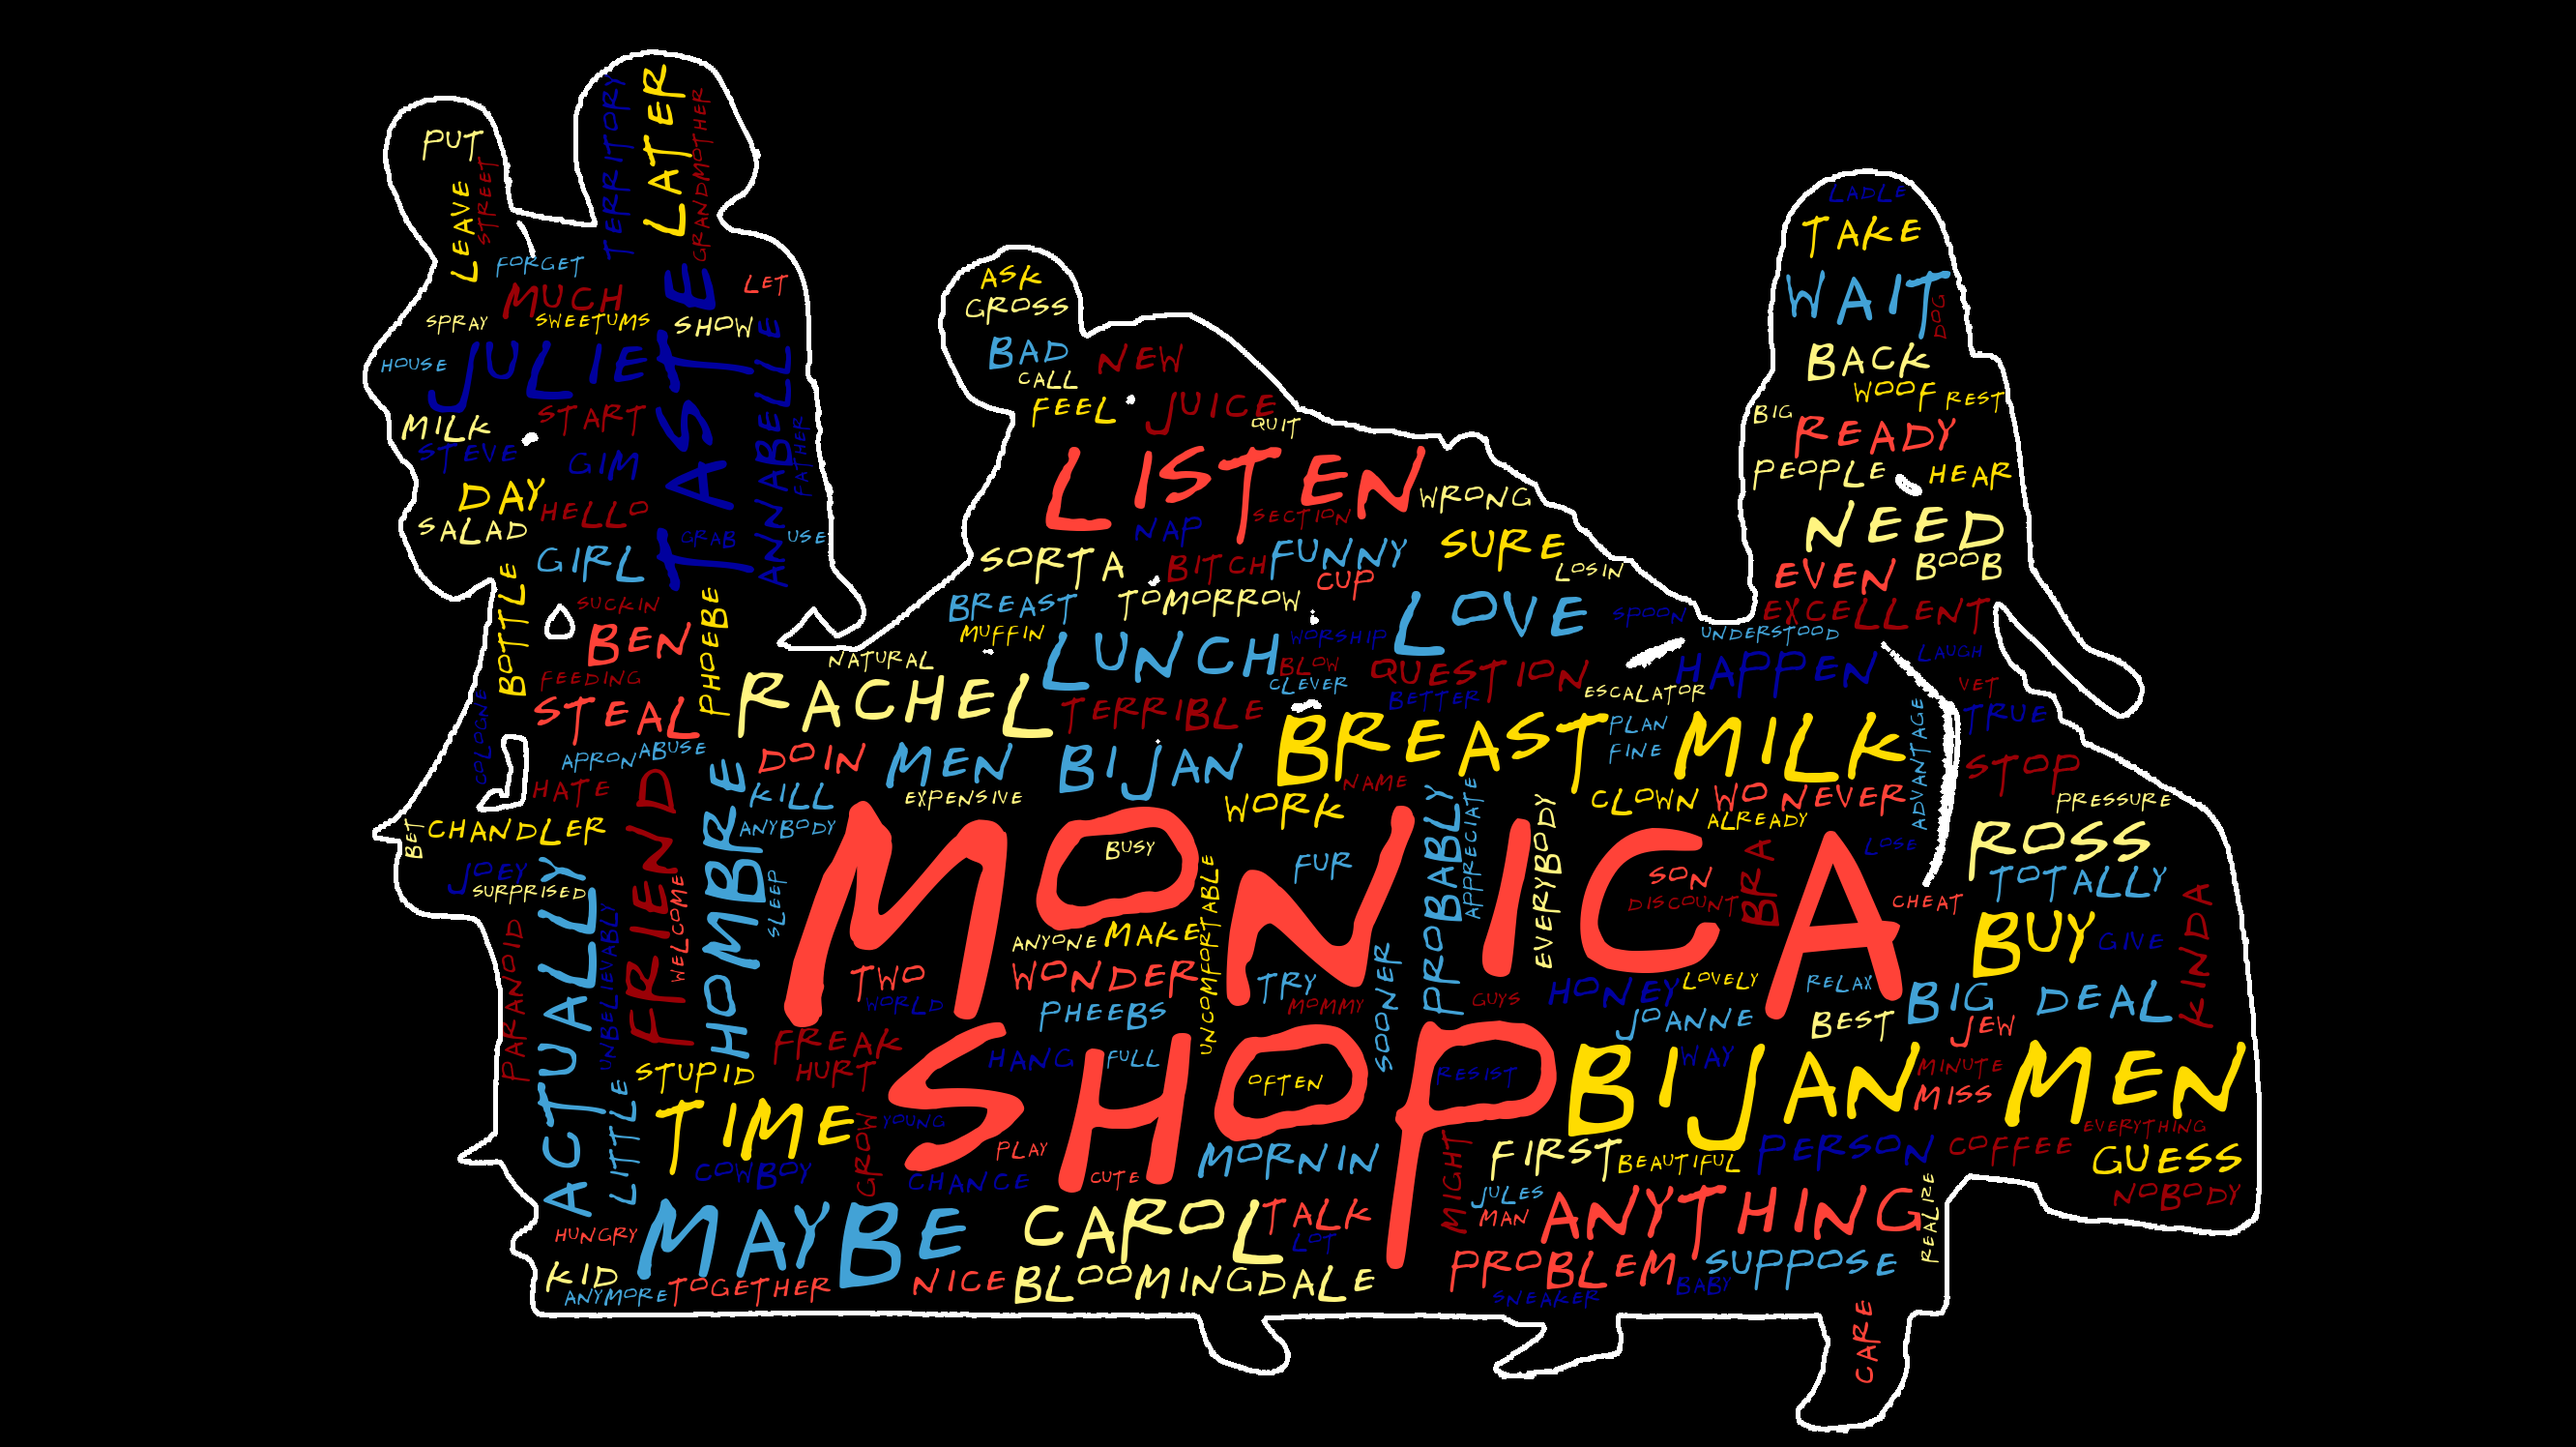 PUT
LEAVE
STREET
TERRITORY
LATER
GRANDMOTHER
FORGET
LET
MUCH
SPRAY
SWEETUMS
SHOW
HOUSE
JULIE
TASTE
ANNABELLE
FATHER
MILK
START
STEVE
GIM
DAY
HELLO
SALAD
GRAB
USE
GIRL
BOTTLE
SUCKIN
BEN
PHOEBE
FEEDING
STEAL
COLOGNE
APRON
ABUSE
HATE
BET
CHANDLER
JOEY
SURPRISED
ASK
GROSS
BAD
NEW
CALL
FEEL
JUICE
QUIT
LISTEN
WRONG
NAP
SECTION
SORTA
BITCH
FUNNY
SURE
CUP
LOSIN
BREAST
TOMORROW
LOVE
SPOON
MUFFIN
LUNCH
WORSHIP
NATURAL
BLOW
QUESTION
CLEVER
BETTER
ESCALATOR
RACHEL
TERRIBLE
LADLE
TAKE
WAIT
DOG
BACK
WOOF
REST
BIG
READY
PEOPLE
HEAR
NEED
EVEN
BOOB
EXCELLENT
UNDERSTOOD
HAPPEN
LAUGH
VET
TRUE
ADVANTAGE
STOP
PRESSURE
DOIN
MEN
BIJAN
BREAST MILK
PLAN
FINE
KILL
EXPENSIVE
NAME
WORK
CLOWN
WO
NEVER
ANYBODY
ALREADY
FRIEND
WELCOME
HOMBRE
SLEEP
MONICA
BUSY
FUR
PROBABLY
APPRECIATE
EVERYBODY
SON
DISCOUNT
BRA
LOSE
CHEAT
ROSS
TOTALLY
BUY
GIVE
KINDA
PARANOID
ACTUALLY
UNBELIEVABLY
LITTLE
ANYONE
MAKE
UNCOMFORTABLE
TWO
WORLD
WONDER
PHEEBS
TRY
MOMMY
SOONER
GUYS
HONEY
LOVELY
RELAX
JOANNE
BEST
BIG DEAL
JEW
FREAK
HURT
STUPID
TIME
COWBOY
GROW
YOUNG
SHOP
HANG
FULL
OFTEN
RESIST
BIJAN MEN
WAY
MINUTE
MISS
EVERYTHING
PLAY
CHANCE
CUTE
MORNIN
MIGHT
FIRST
BEAUTIFUL
PERSON
COFFEE
GUESS
NOBODY
HUNGRY
MAYBE
CAROL
TALK
LOT
JULES
MAN
ANYTHING
REALIRE
KID
ANYMORE
TOGETHER
NICE
BLOOMINGDALE
PROBLEM
SUPPOSE
BABY
SNEAKER
CARE